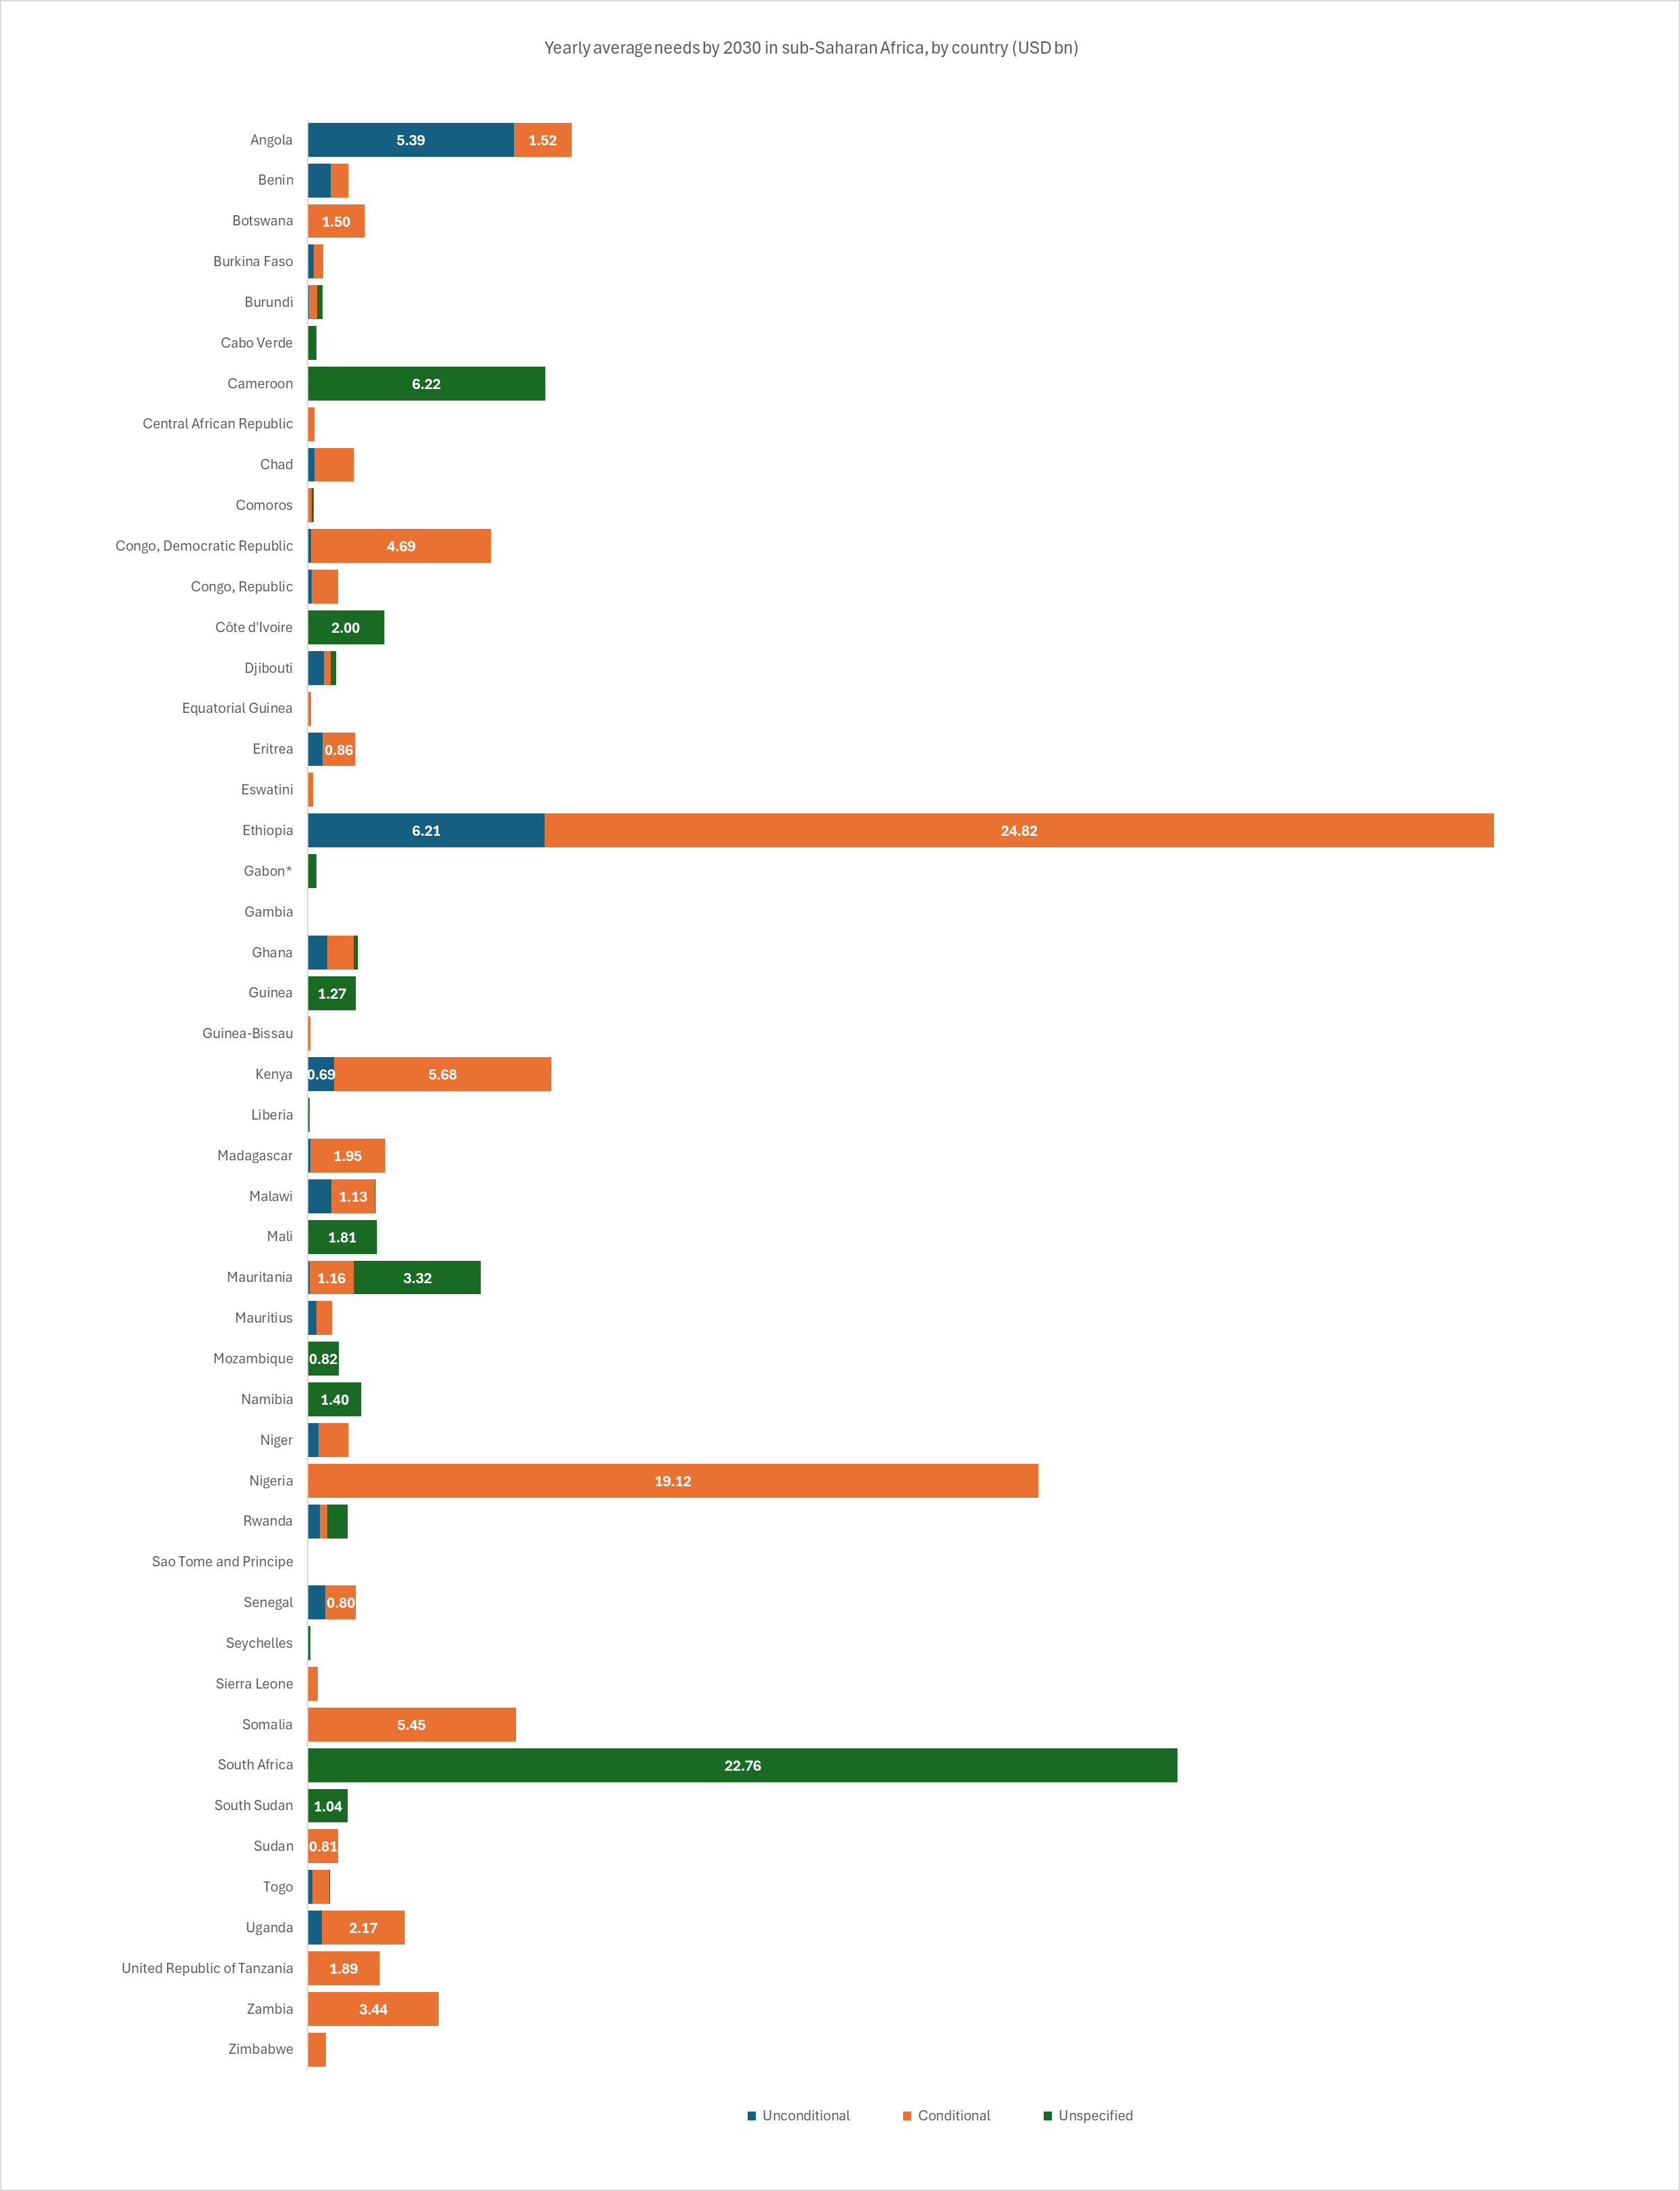 Yearly average needs by 2030 in sub-Saharan Africa, by country (USD bn)
Angola 5.39 1.52
Benin
Botswana 1.50
Burkina Faso
Burundi
Cabo Verde
Cameroon 6.22
Central African Republic
Chad
Comoros
Congo, Democratic Republic 4.69
Congo, Republic
Côte d'Ivoire 2.00
Djibouti
Equatorial Guinea
Eritrea 0.86
Eswatini
Ethiopia 6.21 24.82
Gabon*
Gambia
Ghana
Guinea 1.27
Guinea-Bissau
Kenya 0.69 5.68
Liberia
Madagascar 1.95
Malawi 1.13
Mali 1.81
Mauritania 1.16 3.32
Mauritius
Mozambique 0.82
Namibia 1.40
Niger
Nigeria 19.12
Rwanda
Sao Tome and Principe
Senegal 0.80
Seychelles
Sierra Leone
Somalia 5.45
South Africa 22.76
South Sudan 1.04
Sudan 0.81
Togo
Uganda 2.17
United Republic of Tanzania 1.89
Zambia 3.44
Zimbabwe
Unconditional Conditional Unspecified